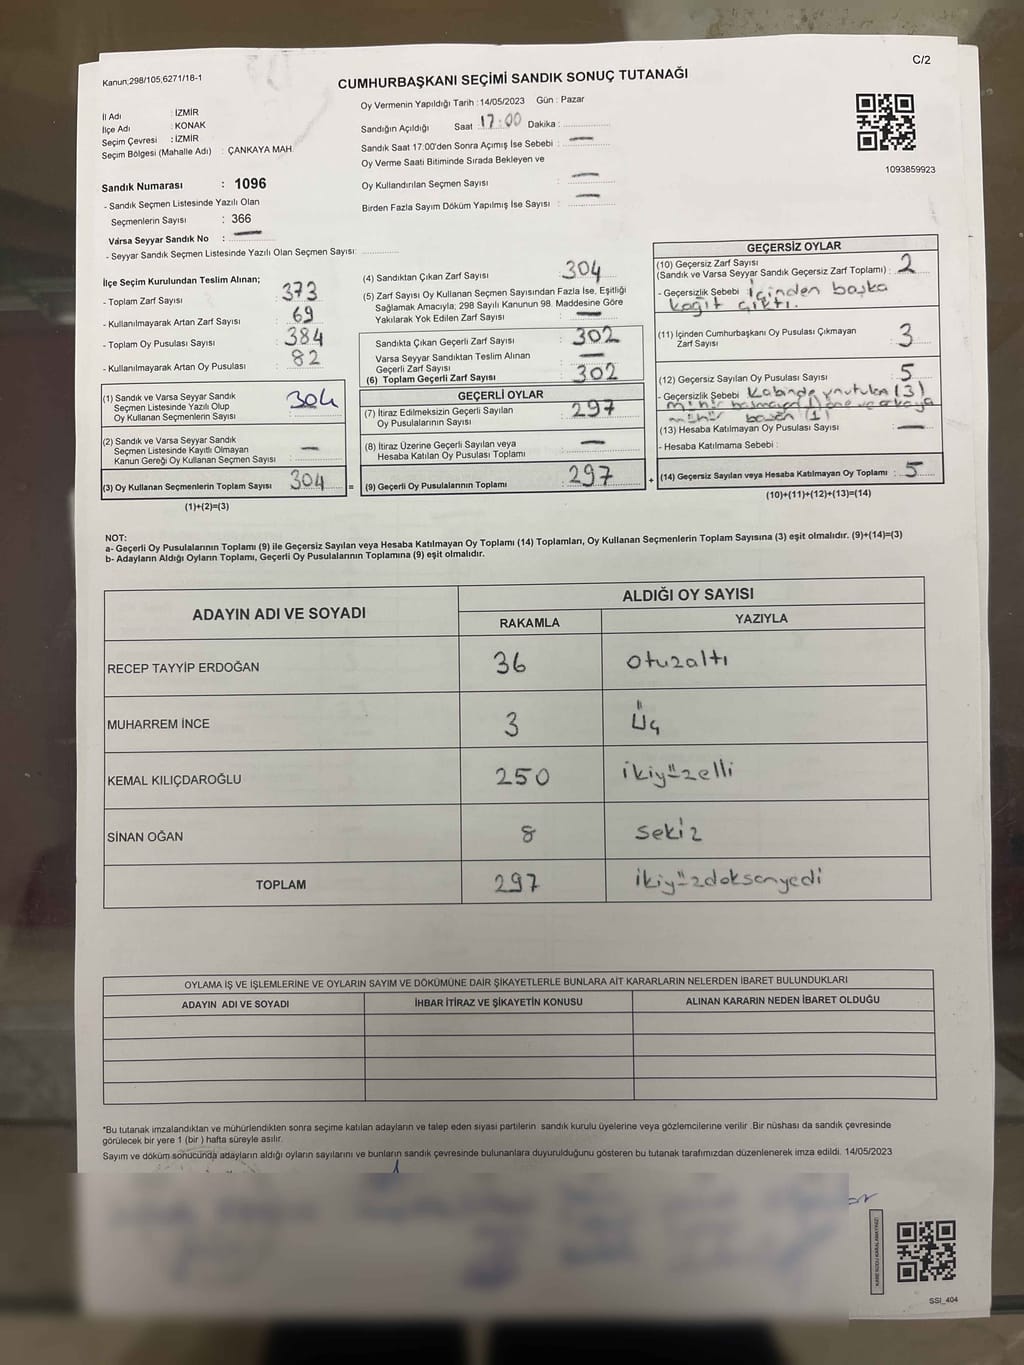 Kanun;298/105,6271/18-1
C/2
CUMHURBAŞKANI SEÇİMİ SANDIK SONUÇ TUTANAĞI
İl Adı : İZMİR
İlçe Adı : KONAK
Seçim Çevresi : İZMİR
Seçim Bölgesi (Mahalle Adı) : ÇANKAYA MAH.
Oy Vermenin Yapıldığı Tarih : 14/05/2023 Gün : Pazar
Sandığın Açıldığı Saat 17:00 Dakika :
Sandık Saat 17:00'den Sonra Açımış İse Sebebi : —
Oy Verme Saati Bitiminde Sırada Bekleyen ve
Oy Kullandırılan Seçmen Sayısı : —
Birden Fazla Sayım Döküm Yapılmış İse Sayısı : —
1093859923
Sandık Numarası : 1096
- Sandık Seçmen Listesinde Yazılı Olan
Seçmenlerin Sayısı : 366
Varsa Seyyar Sandık No : —
- Seyyar Sandık Seçmen Listesinde Yazılı Olan Seçmen Sayısı:
İlçe Seçim Kurulundan Teslim Alınan;
- Toplam Zarf Sayısı : 373
- Kullanılmayarak Artan Zarf Sayısı : 69
- Toplam Oy Pusulası Sayısı : 384
- Kullanılmayarak Artan Oy Pusulası : 82
(1) Sandık ve Varsa Seyyar Sandık
Seçmen Listesinde Yazılı Olup
Oy Kullanan Seçmenlerin Sayısı : 304
(2) Sandık ve Varsa Seyyar Sandık
Seçmen Listesinde Kayıtlı Olmayan
Kanun Gereği Oy Kullanan Seçmen Sayısı : —
(3) Oy Kullanan Seçmenlerin Toplam Sayısı 304 =
(1)+(2)=(3)
(4) Sandıktan Çıkan Zarf Sayısı : 304
(5) Zarf Sayısı Oy Kullanan Seçmen Sayısından Fazla İse, Eşitliği
Sağlamak Amacıyla; 298 Sayılı Kanunun 98. Maddesine Göre
Yakılarak Yok Edilen Zarf Sayısı : —
Sandıkta Çıkan Geçerli Zarf Sayısı : 302
Varsa Seyyar Sandıktan Teslim Alınan
Geçerli Zarf Sayısı : —
(6) Toplam Geçerli Zarf Sayısı : 302
GEÇERLİ OYLAR
(7) İtiraz Edilmeksizin Geçerli Sayılan
Oy Pusulalarının Sayısı : 297
(8) İtiraz Üzerine Geçerli Sayılan veya
Hesaba Katılan Oy Pusulası Toplamı : —
(9) Geçerli Oy Pusulalarının Toplamı : 297 +
GEÇERSİZ OYLAR
(10) Geçersiz Zarf Sayısı
(Sandık ve Varsa Seyyar Sandık Geçersiz Zarf Toplamı) : 2
- Geçersizlik Sebebi : içinden başka
kağıt çıktı.
(11) İçinden Cumhurbaşkanı Oy Pusulası Çıkmayan
Zarf Sayısı : 3
(12) Geçersiz Sayılan Oy Pusulası Sayısı : 5
- Geçersizlik Sebebi : Kabinde unutulan (3)
mühür basmayan (1) öne ve arkaya
mühür basan (1)
(13) Hesaba Katılmayan Oy Pusulası Sayısı : —
- Hesaba Katılmama Sebebi :
(14) Geçersiz Sayılan veya Hesaba Katılmayan Oy Toplamı : 5
(10)+(11)+(12)+(13)=(14)
NOT:
a- Geçerli Oy Pusulalarının Toplamı (9) ile Geçersiz Sayılan veya Hesaba Katılmayan Oy Toplamı (14) Toplamları, Oy Kullanan Seçmenlerin Toplam Sayısına (3) eşit olmalıdır. (9)+(14)=(3)
b- Adayların Aldığı Oyların Toplamı, Geçerli Oy Pusulalarının Toplamına (9) eşit olmalıdır.
ADAYIN ADI VE SOYADI
ALDIĞI OY SAYISI
RAKAMLA YAZIYLA
RECEP TAYYİP ERDOĞAN 36 otuzaltı
MUHARREM İNCE 3 Üç
KEMAL KILIÇDAROĞLU 250 ikiyüzelli
SİNAN OĞAN 8 sekiz
TOPLAM 297 ikiyüzdoksanyedi
OYLAMA İŞ VE İŞLEMLERİNE VE OYLARIN SAYIM VE DÖKÜMÜNE DAİR ŞİKAYETLERLE BUNLARA AİT KARARLARIN NELERDEN İBARET BULUNDUKLARI
ADAYIN ADI VE SOYADI İHBAR İTİRAZ VE ŞİKAYETİN KONUSU ALINAN KARARIN NEDEN İBARET OLDUĞU
*Bu tutanak imzalandıktan ve mühürlendikten sonra seçime katılan adayların ve talep eden siyasi partilerin sandık kurulu üyelerine veya gözlemcilerine verilir .Bir nüshası da sandık çevresinde
görülecek bir yere 1 (bir ) hafta süreyle asılır.
Sayım ve döküm sonucunda adayların aldığı oyların sayılarını ve bunların sandık çevresinde bulunanlara duyurulduğunu gösteren bu tutanak tarafımızdan düzenlenerek imza edildi. 14/05/2023
SSI_404